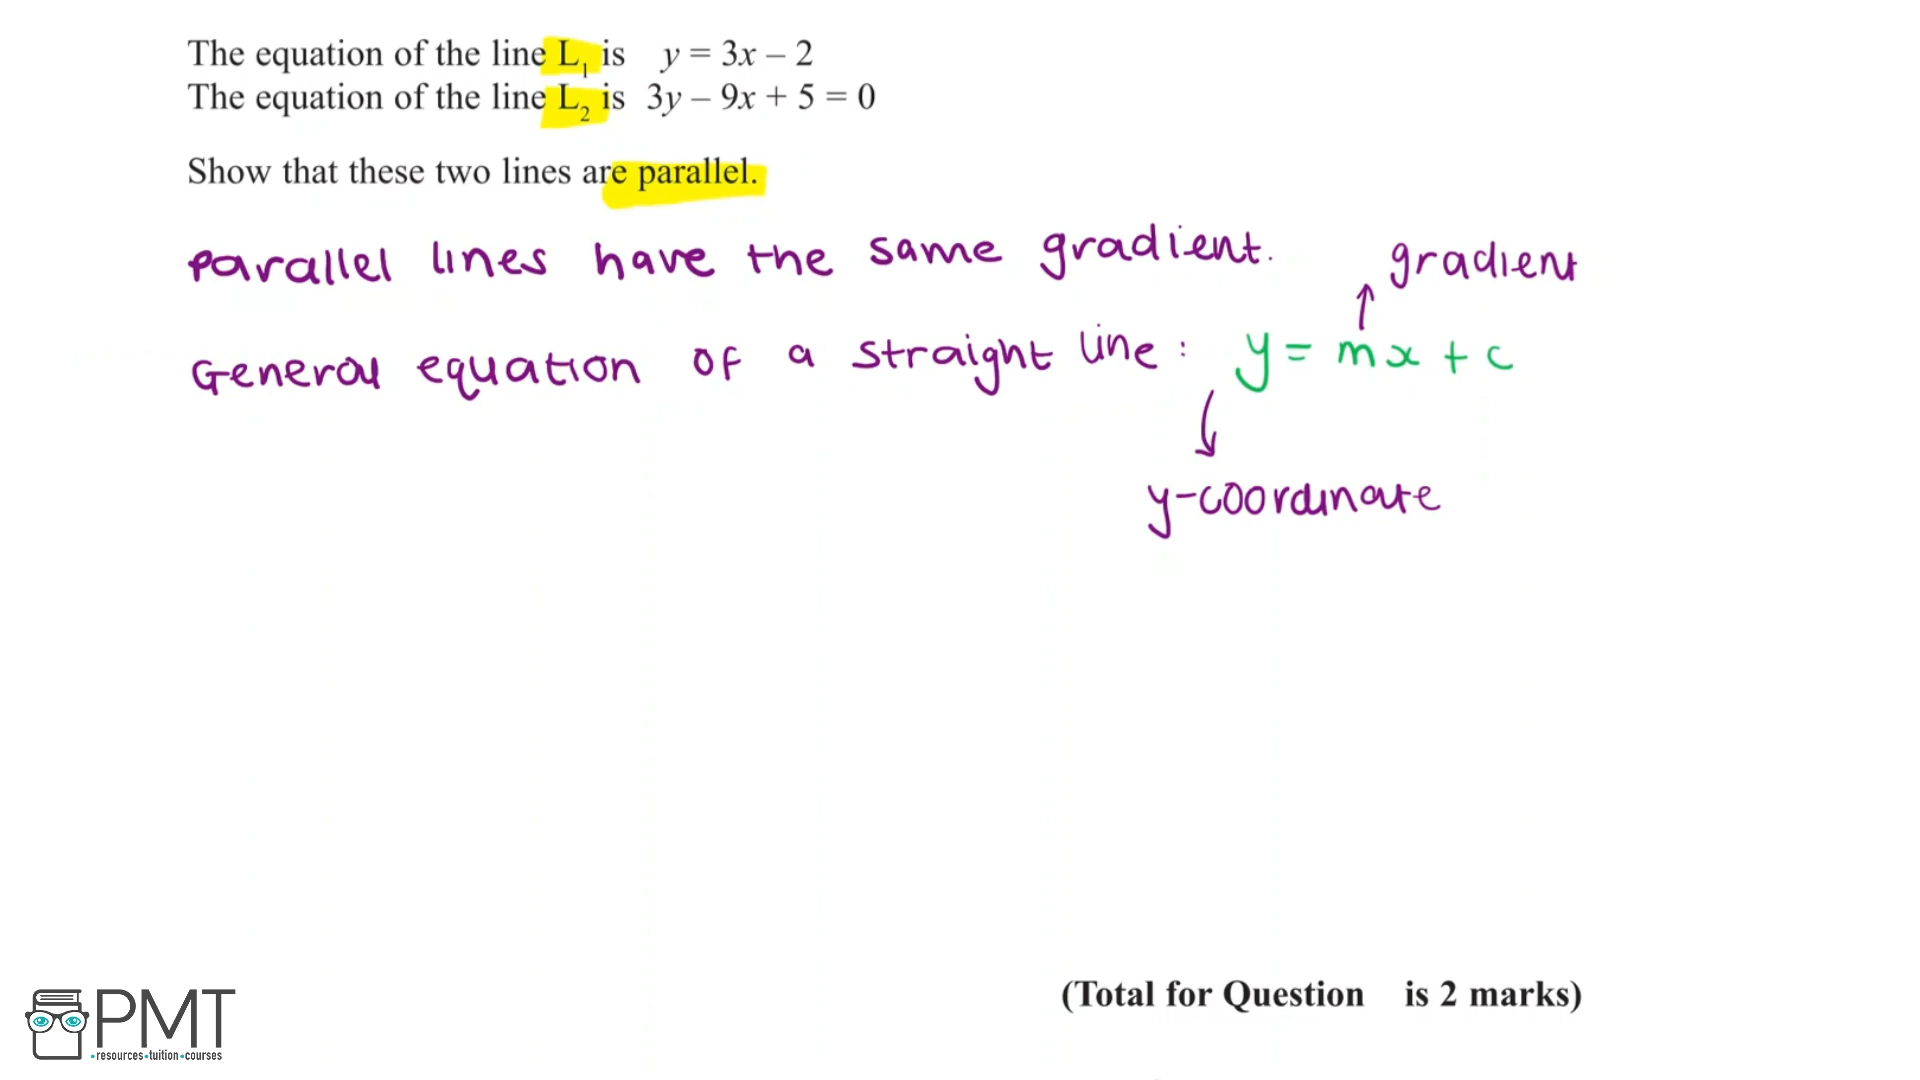 The equation of the line L₁ is y = 3x – 2
The equation of the line L₂ is 3y – 9x + 5 = 0
Show that these two lines are parallel.
parallel lines have the same gradient.
gradient
General equation of a straight line: y = mx + c
y-coordinate
(Total for Question is 2 marks)
PMT
resources•tuition•courses